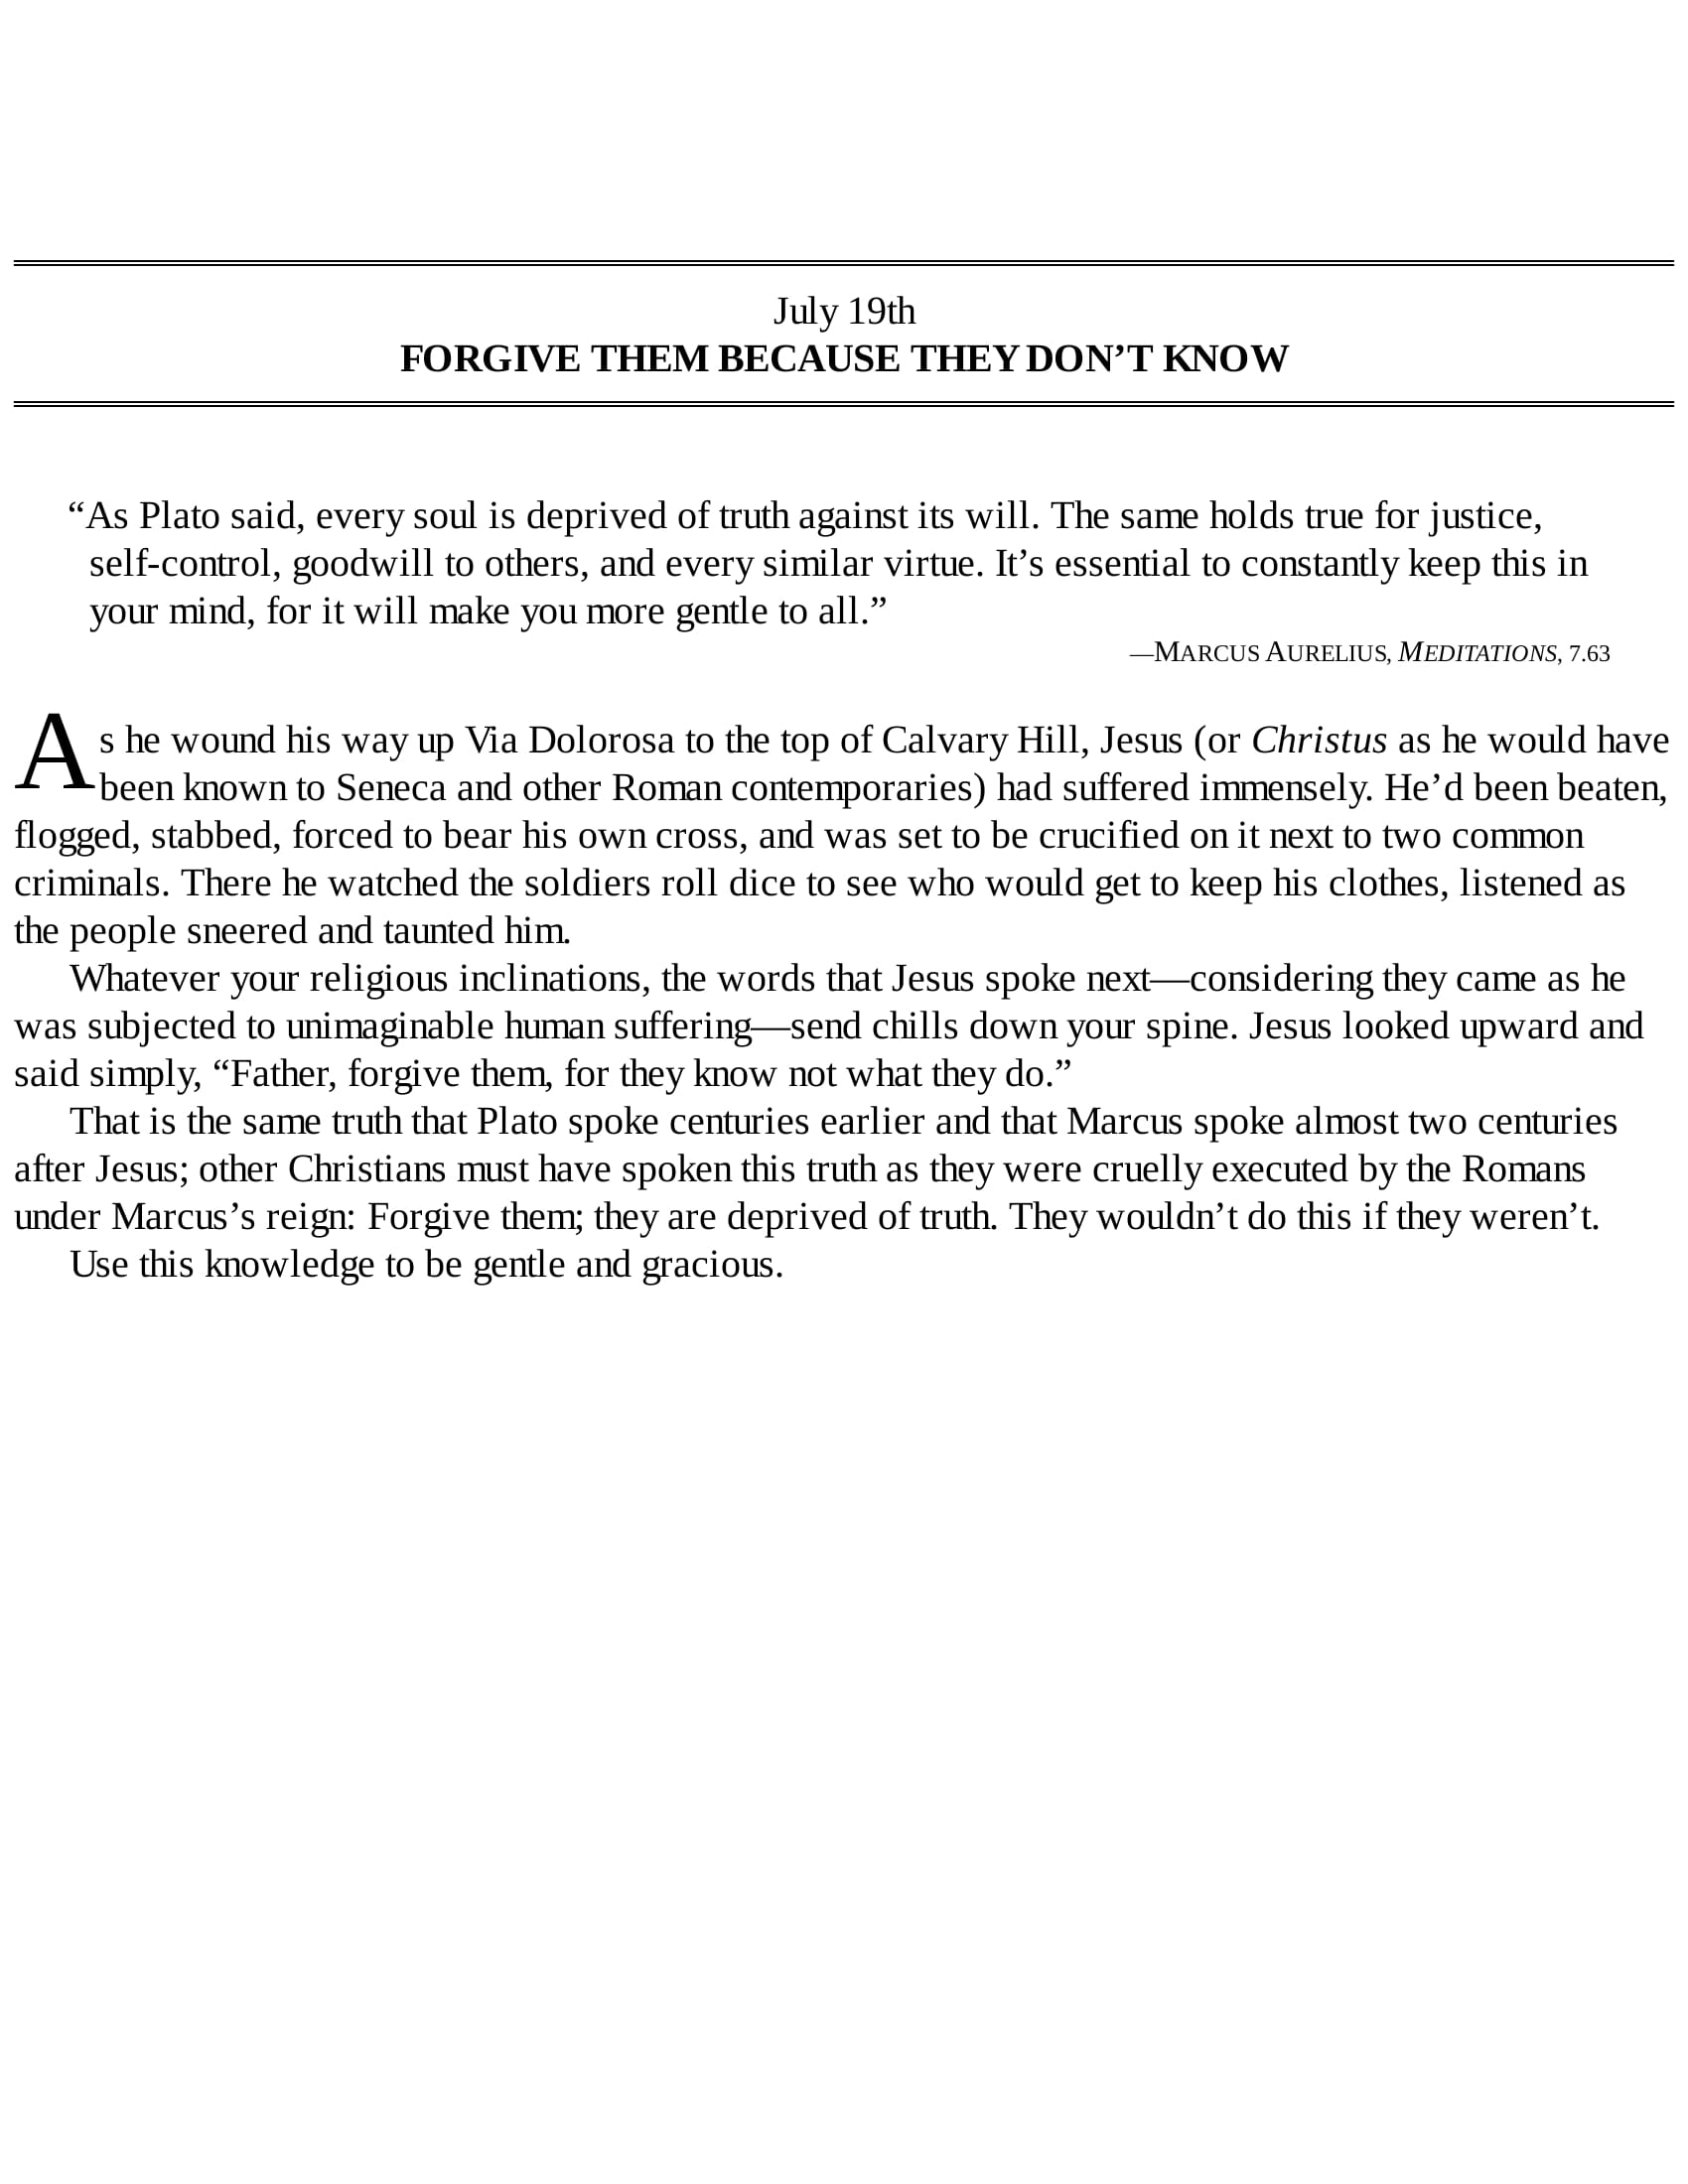 July 19th
FORGIVE THEM BECAUSE THEY DON’T KNOW
“As Plato said, every soul is deprived of truth against its will. The same holds true for justice,
self-control, goodwill to others, and every similar virtue. It’s essential to constantly keep this in
your mind, for it will make you more gentle to all.”
—MARCUS AURELIUS, MEDITATIONS, 7.63
As he wound his way up Via Dolorosa to the top of Calvary Hill, Jesus (or Christus as he would have
been known to Seneca and other Roman contemporaries) had suffered immensely. He’d been beaten,
flogged, stabbed, forced to bear his own cross, and was set to be crucified on it next to two common
criminals. There he watched the soldiers roll dice to see who would get to keep his clothes, listened as
the people sneered and taunted him.
Whatever your religious inclinations, the words that Jesus spoke next—considering they came as he
was subjected to unimaginable human suffering—send chills down your spine. Jesus looked upward and
said simply, “Father, forgive them, for they know not what they do.”
That is the same truth that Plato spoke centuries earlier and that Marcus spoke almost two centuries
after Jesus; other Christians must have spoken this truth as they were cruelly executed by the Romans
under Marcus’s reign: Forgive them; they are deprived of truth. They wouldn’t do this if they weren’t.
Use this knowledge to be gentle and gracious.